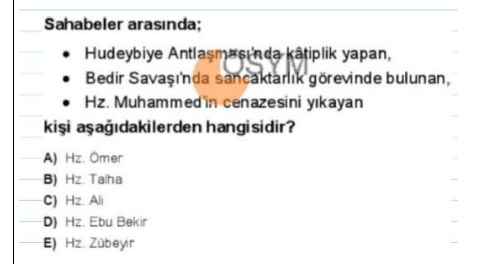 Sahabeler arasında;
• Hudeybiye Antlaşması'nda kâtiplik yapan,
ÖSYM
• Bedir Savaşı'nda sancaktarlık görevinde bulunan,
• Hz. Muhammed'in cenazesini yıkayan
kişi aşağıdakilerden hangisidir?
A) Hz. Ömer
B) Hz. Talha
C) Hz. Ali
D) Hz. Ebu Bekir
E) Hz. Zübeyir